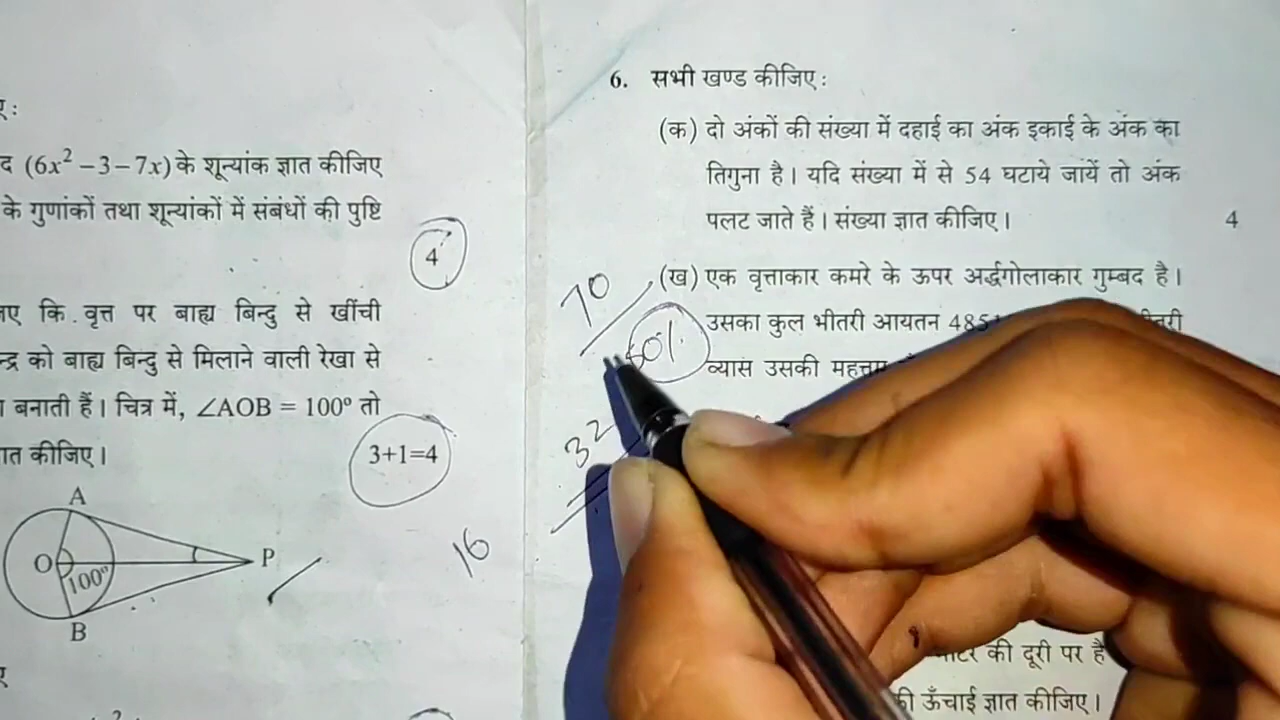 ए :
द (6x² – 3 – 7x) के शून्यांक ज्ञात कीजिए
के गुणांकों तथा शून्यांकों में संबंधों की पुष्टि
4
कि वृत्त पर बाह्य बिन्दु से खींची
को बाह्य बिन्दु से मिलाने वाली रेखा से
बनाती हैं। चित्र में, ∠AOB = 100° तो
कीजिए।
3+1=4
A
O
100°
P
B
16
6. सभी खण्ड कीजिए :
(क) दो अंकों की संख्या में दहाई का अंक इकाई के अंक का
तिगुना है। यदि संख्या में से 54 घटाये जायें तो अंक
पलट जाते हैं। संख्या ज्ञात कीजिए।
4
(ख) एक वृत्ताकार कमरे के ऊपर अर्द्धगोलाकार गुम्बद है।
उसका कुल भीतरी आयतन
व्यास उसकी
70
32
की दूरी पर है
की ऊँचाई ज्ञात कीजिए।